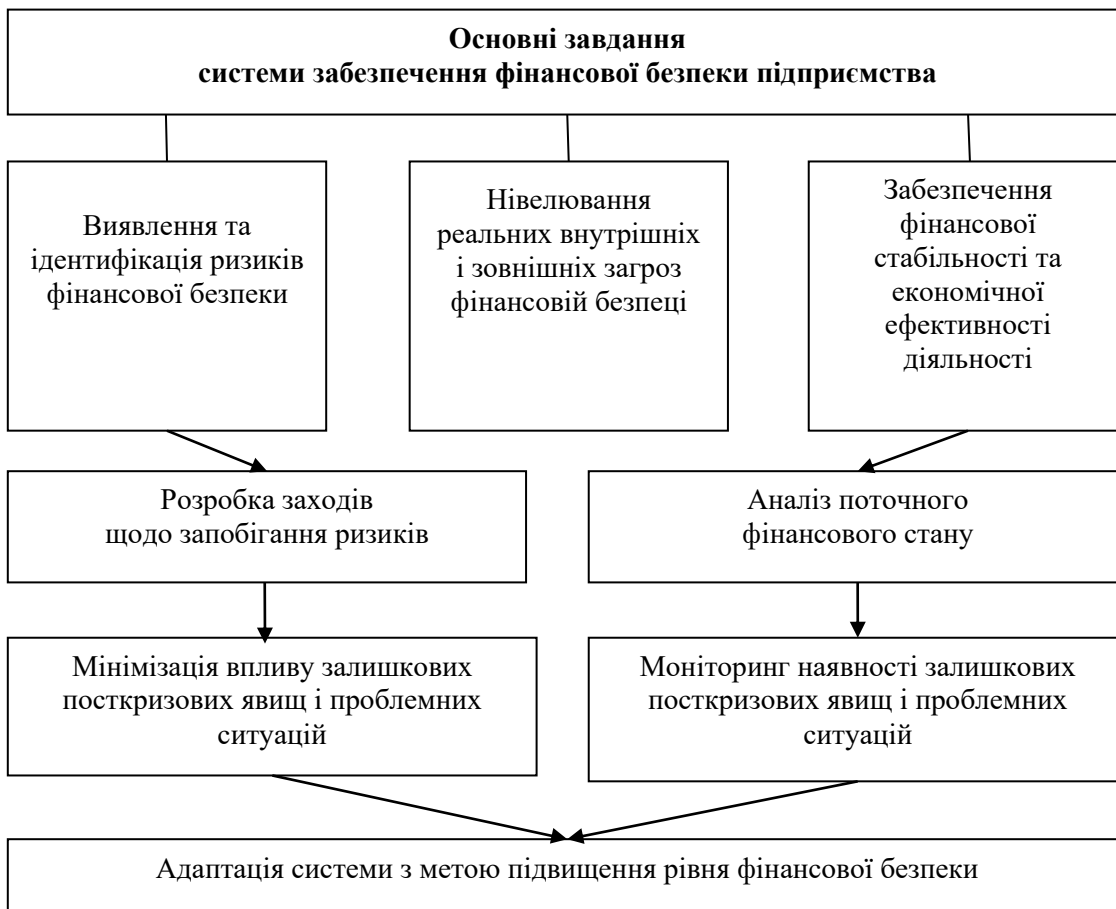 Основні завдання
системи забезпечення фінансової безпеки підприємства
Виявлення та
ідентифікація ризиків
фінансової безпеки
Нівелювання
реальних внутрішніх
і зовнішніх загроз
фінансовій безпеці
Забезпечення
фінансової
стабільності та
економічної
ефективності
діяльності
Розробка заходів
щодо запобігання ризиків
Аналіз поточного
фінансового стану
Мінімізація впливу залишкових
посткризових явищ і проблемних
ситуацій
Моніторинг наявності залишкових
посткризових явищ і проблемних
ситуацій
Адаптація системи з метою підвищення рівня фінансової безпеки